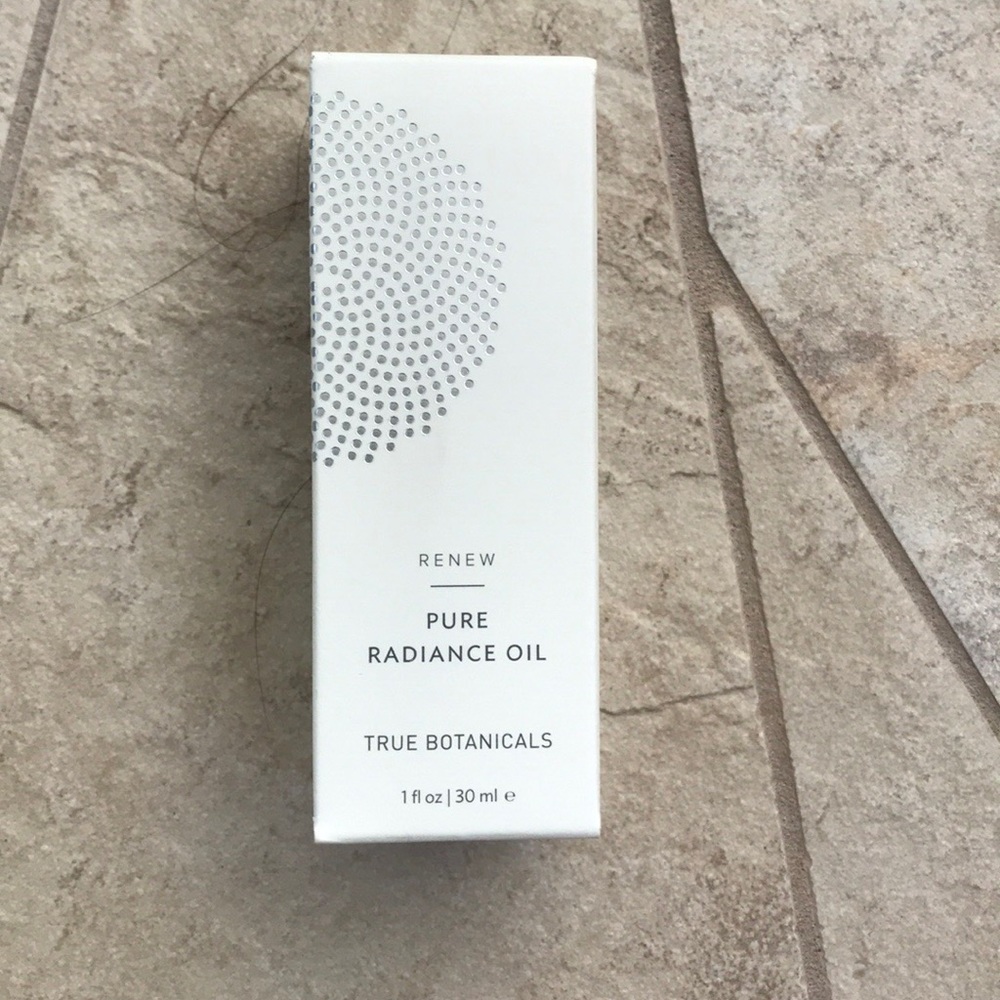 RENEW
PURE
RADIANCE OIL
TRUE BOTANICALS
1 fl oz | 30 ml ℮